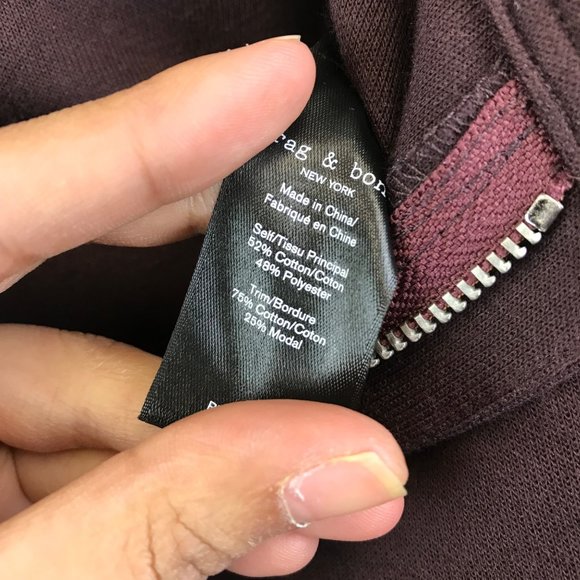 rag & bon
NEW YORK
Made in China/
Fabriqué en Chine
Self/Tissu Principal
52% Cotton/Coton
48% Polyester
Trim/Bordure
75% Cotton/Coton
25% Modal